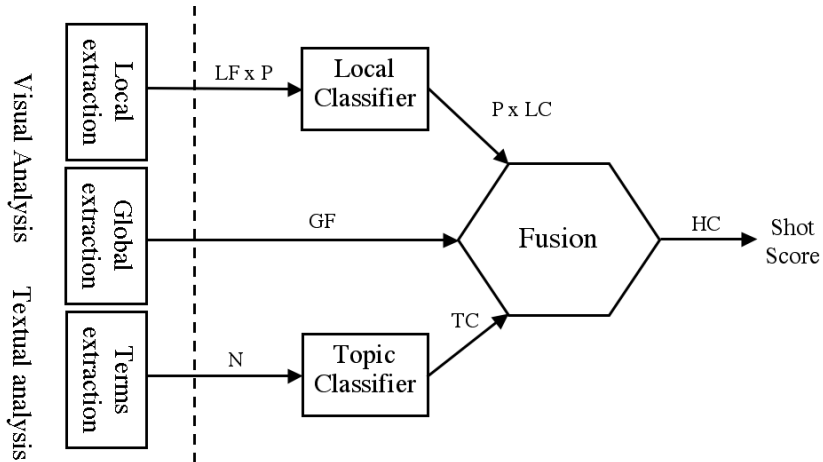 Visual Analysis
Textual analysis
Local
extraction
Global
extraction
Terms
extraction
LF x P
Local
Classifier
P x LC
GF
Fusion
HC
Shot
Score
N
Topic
Classifier
TC